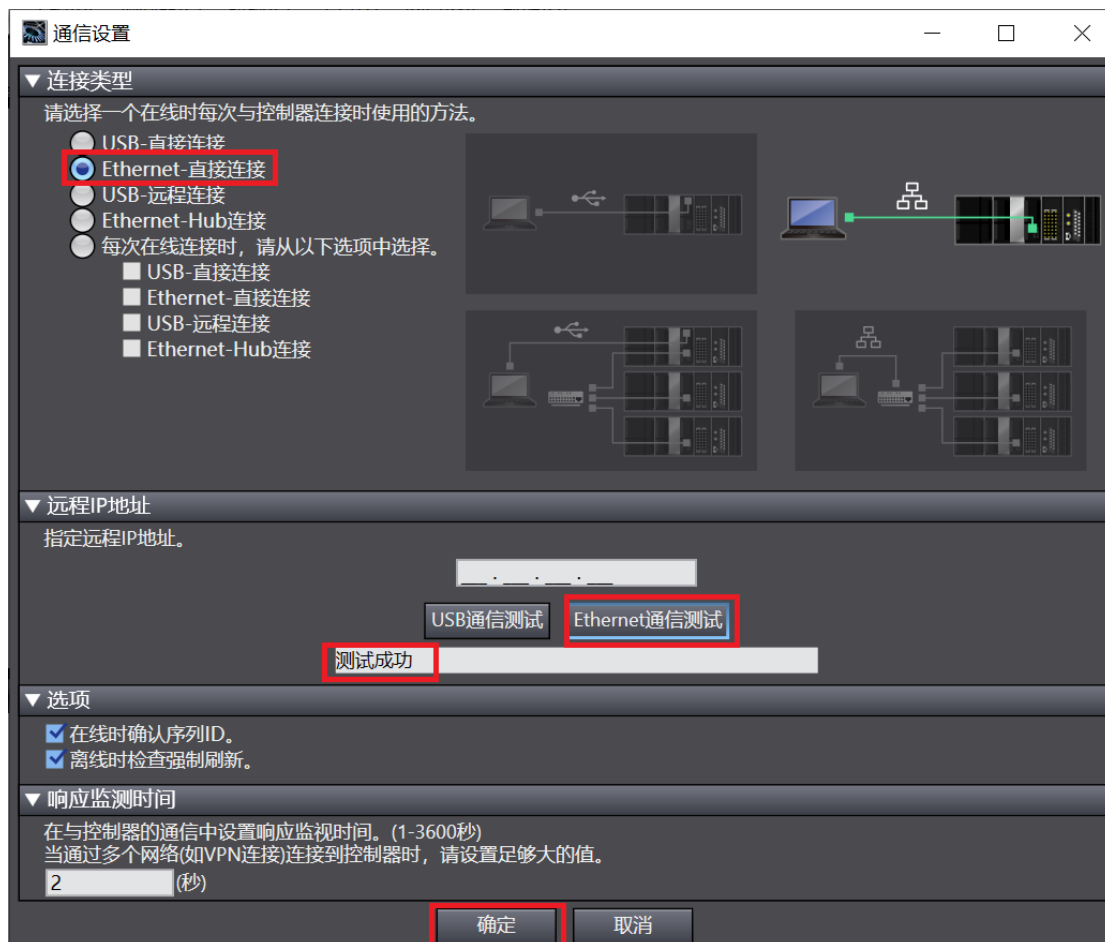 通信设置
▼ 连接类型
请选择一个在线时每次与控制器连接时使用的方法。
USB-直接连接
Ethernet-直接连接
USB-远程连接
Ethernet-Hub连接
每次在线连接时，请从以下选项中选择。
USB-直接连接
Ethernet-直接连接
USB-远程连接
Ethernet-Hub连接
▼ 远程IP地址
指定远程IP地址。
___.___.___.___
USB通信测试 Ethernet通信测试
测试成功
▼ 选项
在线时确认序列ID。
离线时检查强制刷新。
▼ 响应监测时间
在与控制器的通信中设置响应监视时间。(1-3600秒)
当通过多个网络(如VPN连接)连接到控制器时，请设置足够大的值。
2 (秒)
确定 取消